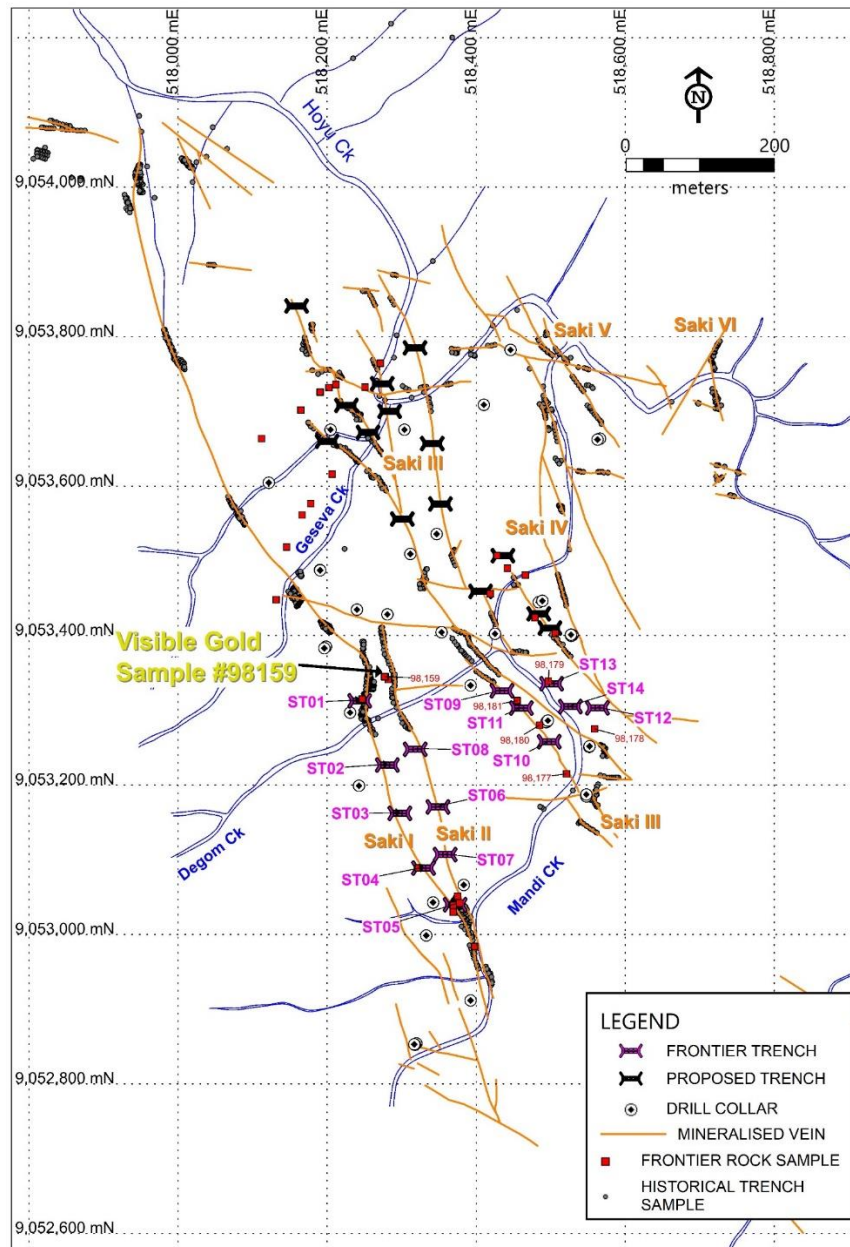 518,000 mE
518,200 mE
518,400 mE
518,600 mE
518,800 mE
Hoyu Ck
N
0
200
meters
9,054,000 mN
9,053,800 mN
Saki V
Saki VI
Saki III
9,053,600 mN
Geseva Ck
Saki IV
9,053,400 mN
Visible Gold
Sample #98159
98,159
98,179
ST13
ST01
ST09
98,181
ST14
ST11
ST12
98,180
98,178
ST08
ST10
9,053,200 mN
ST02
98,177
ST06
ST03
Saki I
Saki II
Saki III
Degom Ck
ST07
ST04
Mandi CK
ST05
9,053,000 mN
LEGEND
FRONTIER TRENCH
PROPOSED TRENCH
DRILL COLLAR
MINERALISED VEIN
FRONTIER ROCK SAMPLE
HISTORICAL TRENCH
SAMPLE
9,052,800 mN
9,052,600 mN